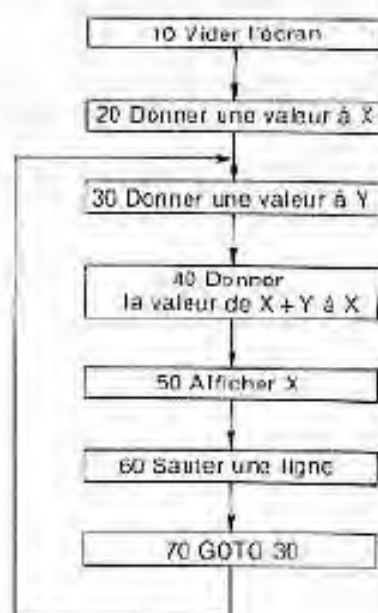 10 Vider l'écran
20 Donner une valeur à X
30 Donner une valeur à Y
40 Donner
la valeur de X + Y à X
50 Afficher X
60 Sauter une ligne
70 GOTO 30